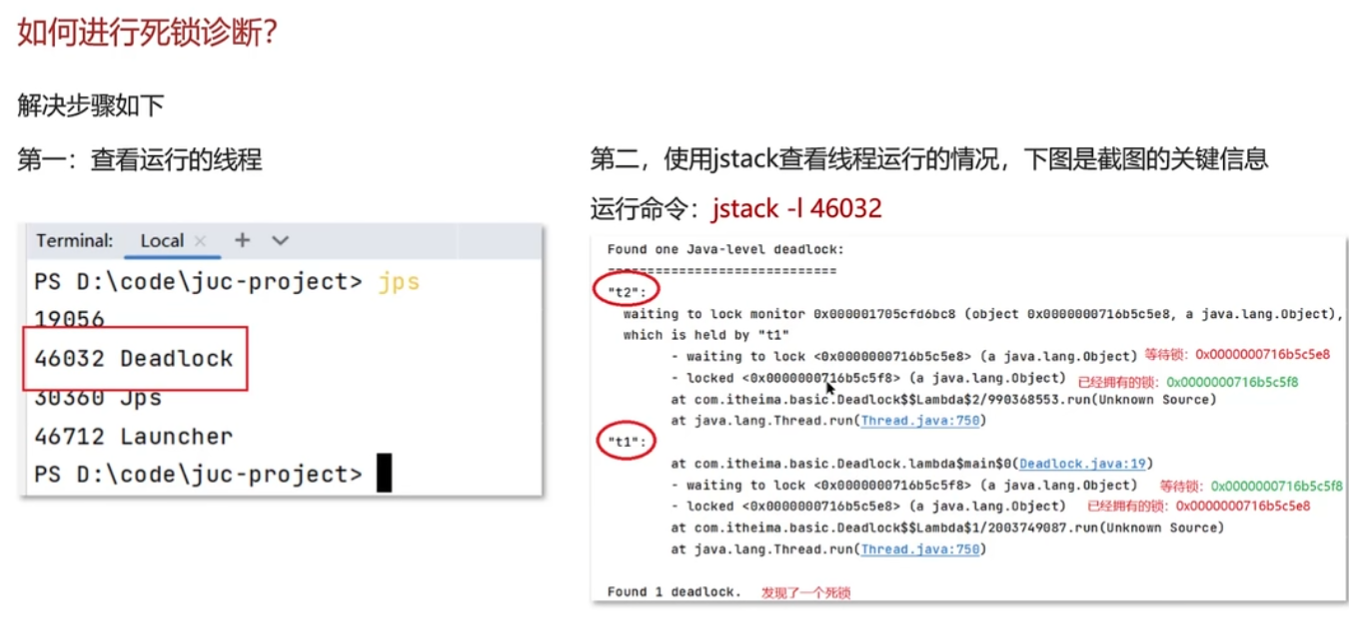 如何进行死锁诊断？
解决步骤如下
第一：查看运行的线程
Terminal: Local × +
PS D:\code\juc-project> jps
19056
46032 Deadlock
30360 Jps
46712 Launcher
PS D:\code\juc-project>
第二，使用jstack查看线程运行的情况，下图是截图的关键信息
运行命令：jstack -l 46032
Found one Java-level deadlock:
=============================
"t2":
waiting to lock monitor 0x000001705cfd6bc8 (object 0x0000000716b5c5e8, a java.lang.Object),
which is held by "t1"
- waiting to lock <0x0000000716b5c5e8> (a java.lang.Object) 等待锁：0x0000000716b5c5e8
- locked <0x0000000716b5c5f8> (a java.lang.Object) 已经拥有的锁：0x0000000716b5c5f8
at com.itheima.basic.Deadlock$$Lambda$2/990368553.run(Unknown Source)
at java.lang.Thread.run(Thread.java:750)
"t1":
at com.itheima.basic.Deadlock.lambda$main$0(Deadlock.java:19)
- waiting to lock <0x0000000716b5c5f8> (a java.lang.Object) 等待锁：0x0000000716b5c5f8
- locked <0x0000000716b5c5e8> (a java.lang.Object) 已经拥有的锁：0x0000000716b5c5e8
at com.itheima.basic.Deadlock$$Lambda$1/2003749087.run(Unknown Source)
at java.lang.Thread.run(Thread.java:750)
Found 1 deadlock. 发现了一个死锁